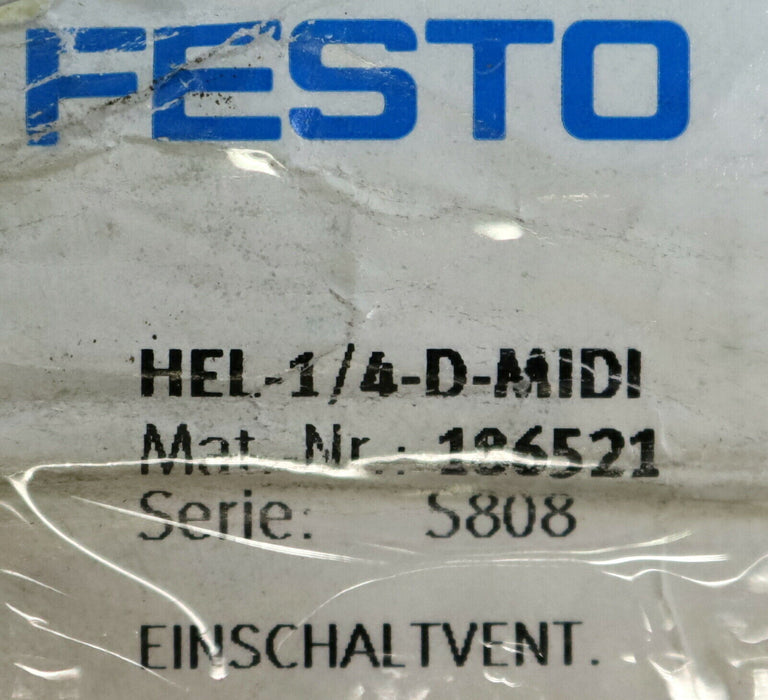 FESTO
HEL-1/4-D-MIDI
Mat. Nr.: 186521
Serie: S808
EINSCHALTVENT.